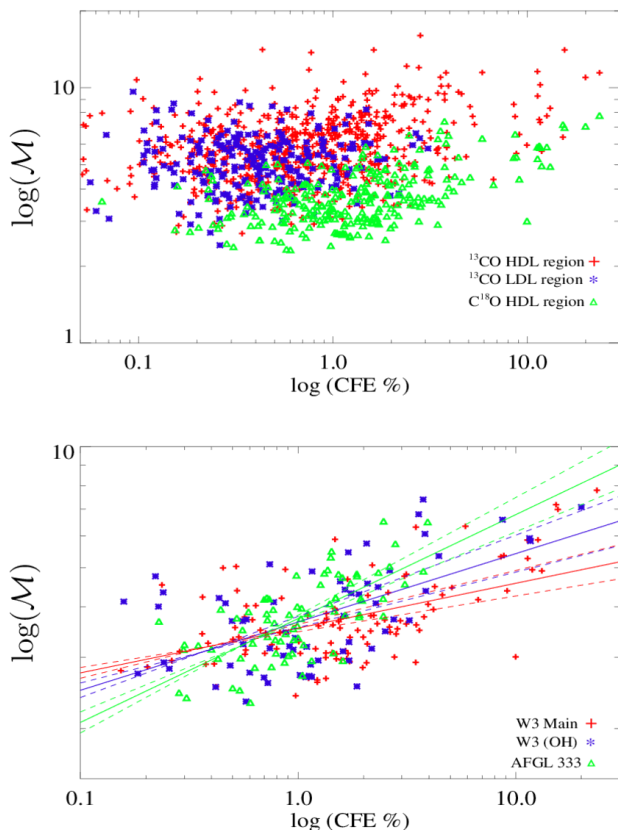 10
log(ℳ)
¹³CO HDL region
¹³CO LDL region
C¹⁸O HDL region
1
0.1 1.0 10.0
log (CFE %)
10
log(ℳ)
W3 Main
W3 (OH)
AFGL 333
0.1 1.0 10.0
log (CFE %)